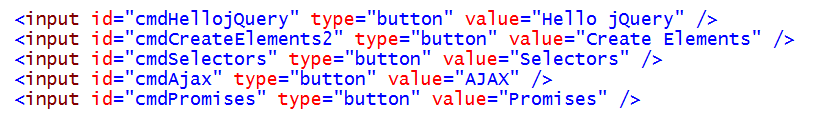 <input id="cmdHellojQuery" type="button" value="Hello jQuery" />
<input id="cmdCreateElements2" type="button" value="Create Elements" />
<input id="cmdSelectors" type="button" value="Selectors" />
<input id="cmdAjax" type="button" value="AJAX" />
<input id="cmdPromises" type="button" value="Promises" />